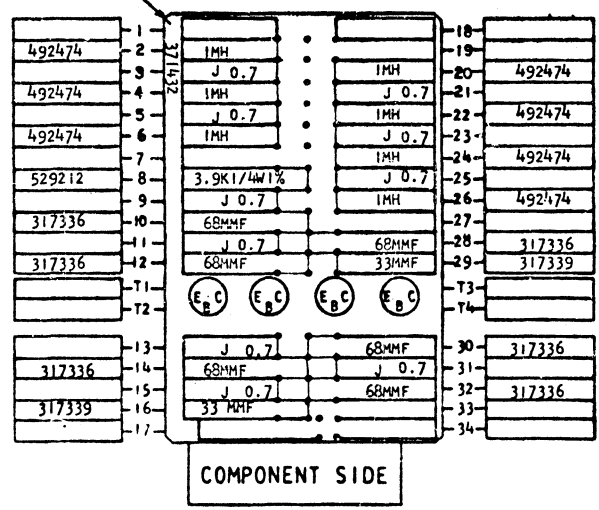 1 18
492474 2 1MH 19
371432
3 J 0.7 1MH 20 492474
492474 4 1MH J 0.7 21
5 J 0.7 1MH 22 492474
492474 6 1MH J 0.7 23
7 1MH 24 492474
529212 8 3.9K1/4W1% J 0.7 25
9 J 0.7 1MH 26 492474
317336 10 68MMF 27
11 J 0.7 68MMF 28 317336
317336 12 68MMF 33MMF 29 317339
T1 E B C E B C E B C E B C T3
T2 T4
13 J 0.7 68MMF 30 317336
317336 14 68MMF J 0.7 31
15 J 0.7 68MMF 32 317336
317339 16 33 MMF 33
17 34
COMPONENT SIDE